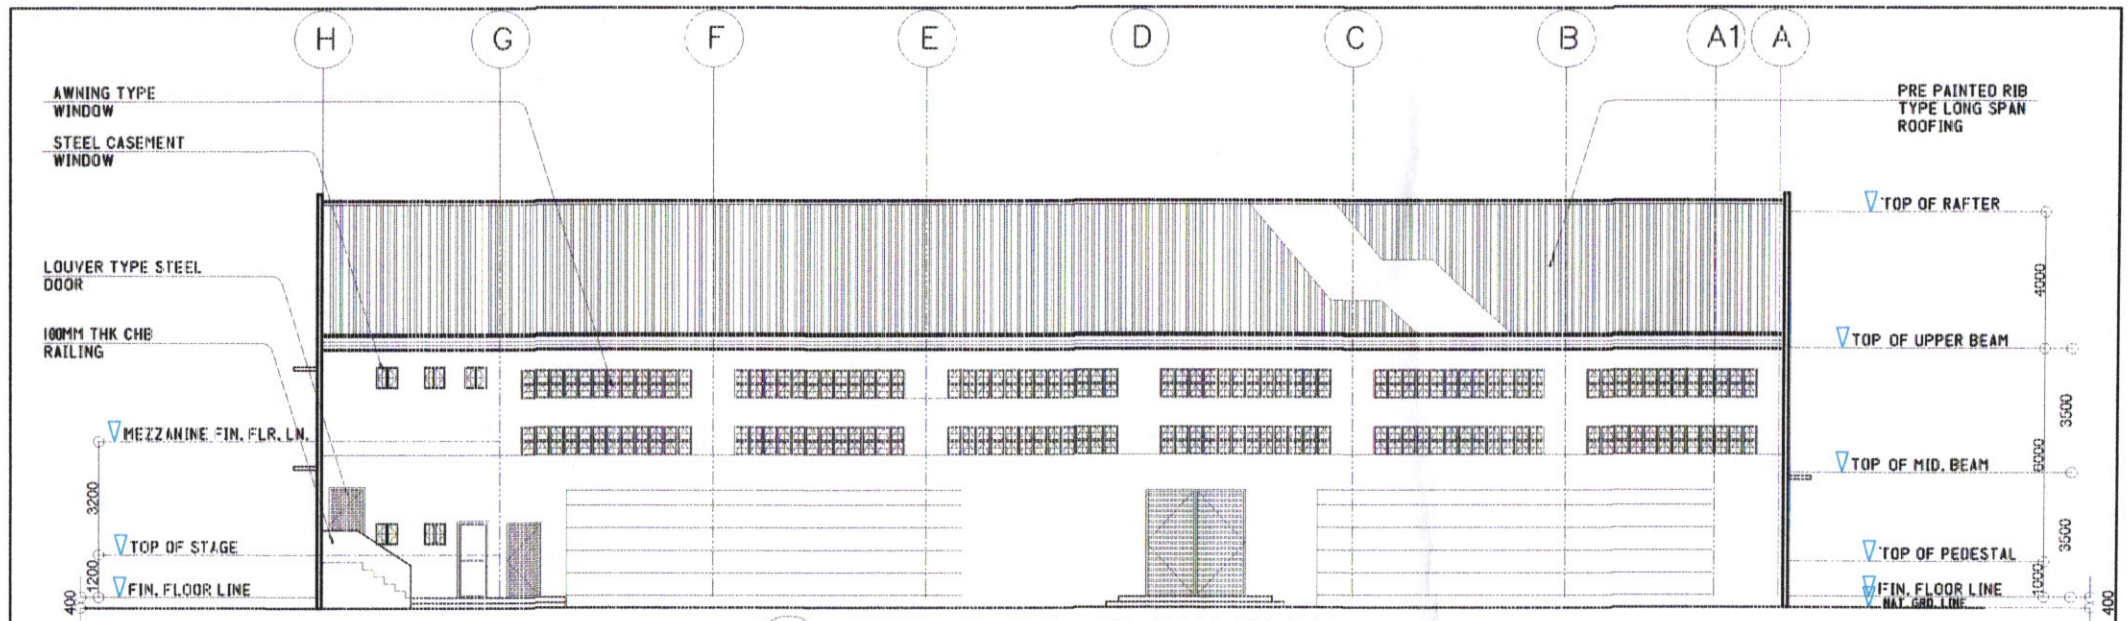 H G F E D C B A1 A
AWNING TYPE
WINDOW
STEEL CASEMENT
WINDOW
LOUVER TYPE STEEL
DOOR
100MM THK CHB
RAILING
MEZZANINE FIN. FLR. LN.
3200
TOP OF STAGE
1200
FIN. FLOOR LINE
400
PRE PAINTED RIB
TYPE LONG SPAN
ROOFING
TOP OF RAFTER
4000
TOP OF UPPER BEAM
3500
6000
TOP OF MID. BEAM
3500
TOP OF PEDESTAL
1000
FIN. FLOOR LINE
NAT. GRD. LINE
400